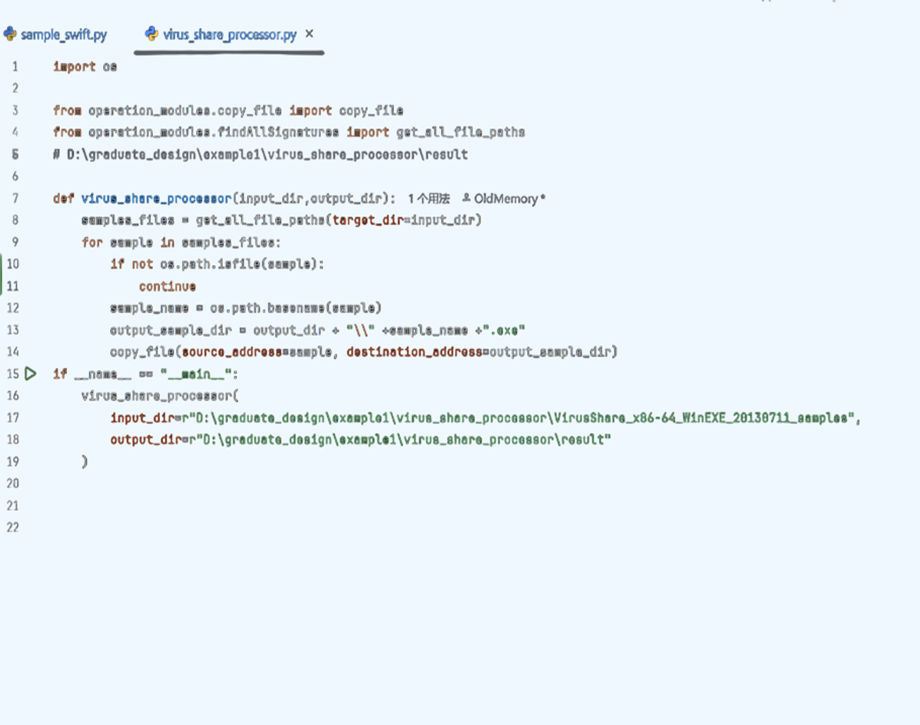 sample_swift.py virus_share_processor.py ×
1 import os
2
3 from operation_modules.copy_file import copy_file
4 from operation_modules.findAllSignatures import get_all_file_paths
5 # D:\graduate_design\example1\virus_share_processor\result
6
7 def virus_share_processor(input_dir,output_dir): 1个用法 OldMemory*
8 samples_files = get_all_file_paths(target_dir=input_dir)
9 for sample in samples_files:
10 if not os.path.isfile(sample):
11 continue
12 sample_name = os.path.basename(sample)
13 output_sample_dir = output_dir + "\\" +sample_name +".exe"
14 copy_file(source_address=sample, destination_address=output_sample_dir)
15 if __name__ == "__main__":
16 virus_share_processor(
17 input_dir=r"D:\graduate_design\example1\virus_share_processor\VirusShare_x86-64_WinEXE_20130711_samples",
18 output_dir=r"D:\graduate_design\example1\virus_share_processor\result"
19 )
20
21
22